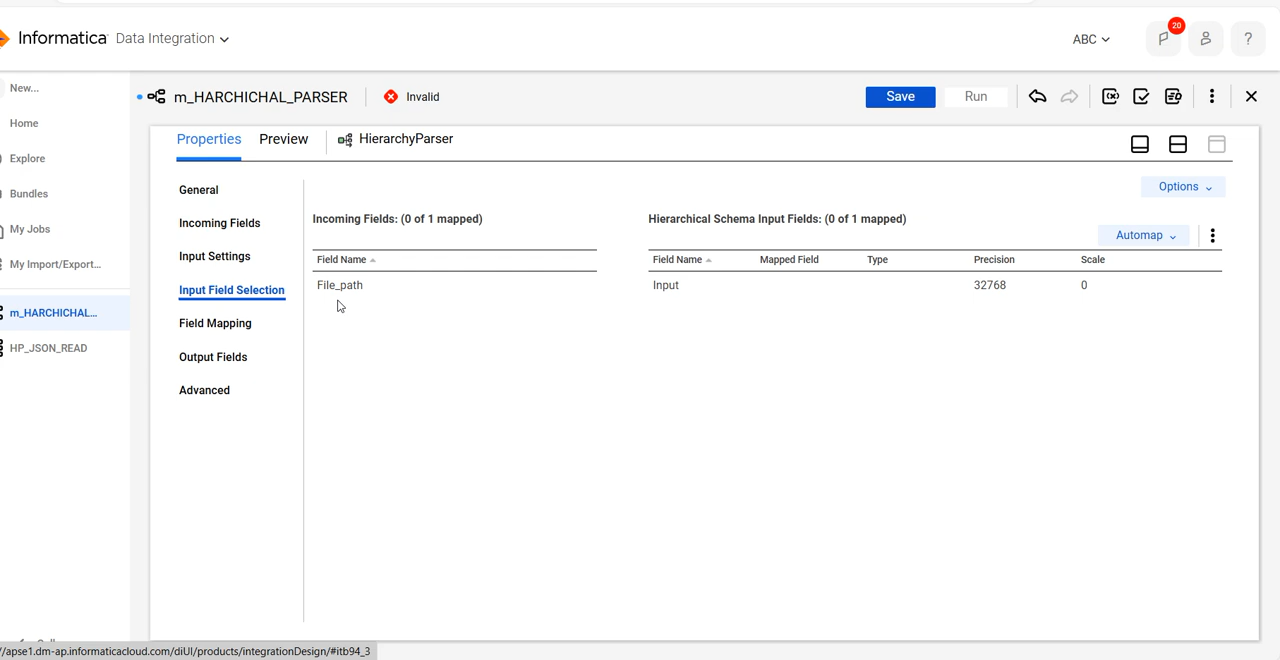 Informatica Data Integration
ABC
20
?
New...
Home
Explore
Bundles
My Jobs
My Import/Export...
m_HARCHICHAL...
HP_JSON_READ
m_HARCHICHAL_PARSER
Invalid
Save
Run
Properties
Preview
HierarchyParser
General
Incoming Fields
Input Settings
Input Field Selection
Field Mapping
Output Fields
Advanced
Options
Incoming Fields: (0 of 1 mapped)
Hierarchical Schema Input Fields: (0 of 1 mapped)
Automap
Field Name
Field Name Mapped Field Type Precision Scale
File_path
Input 32768 0
//apse1.dm-ap.informaticacloud.com/diUI/products/integrationDesign/#itb94_3